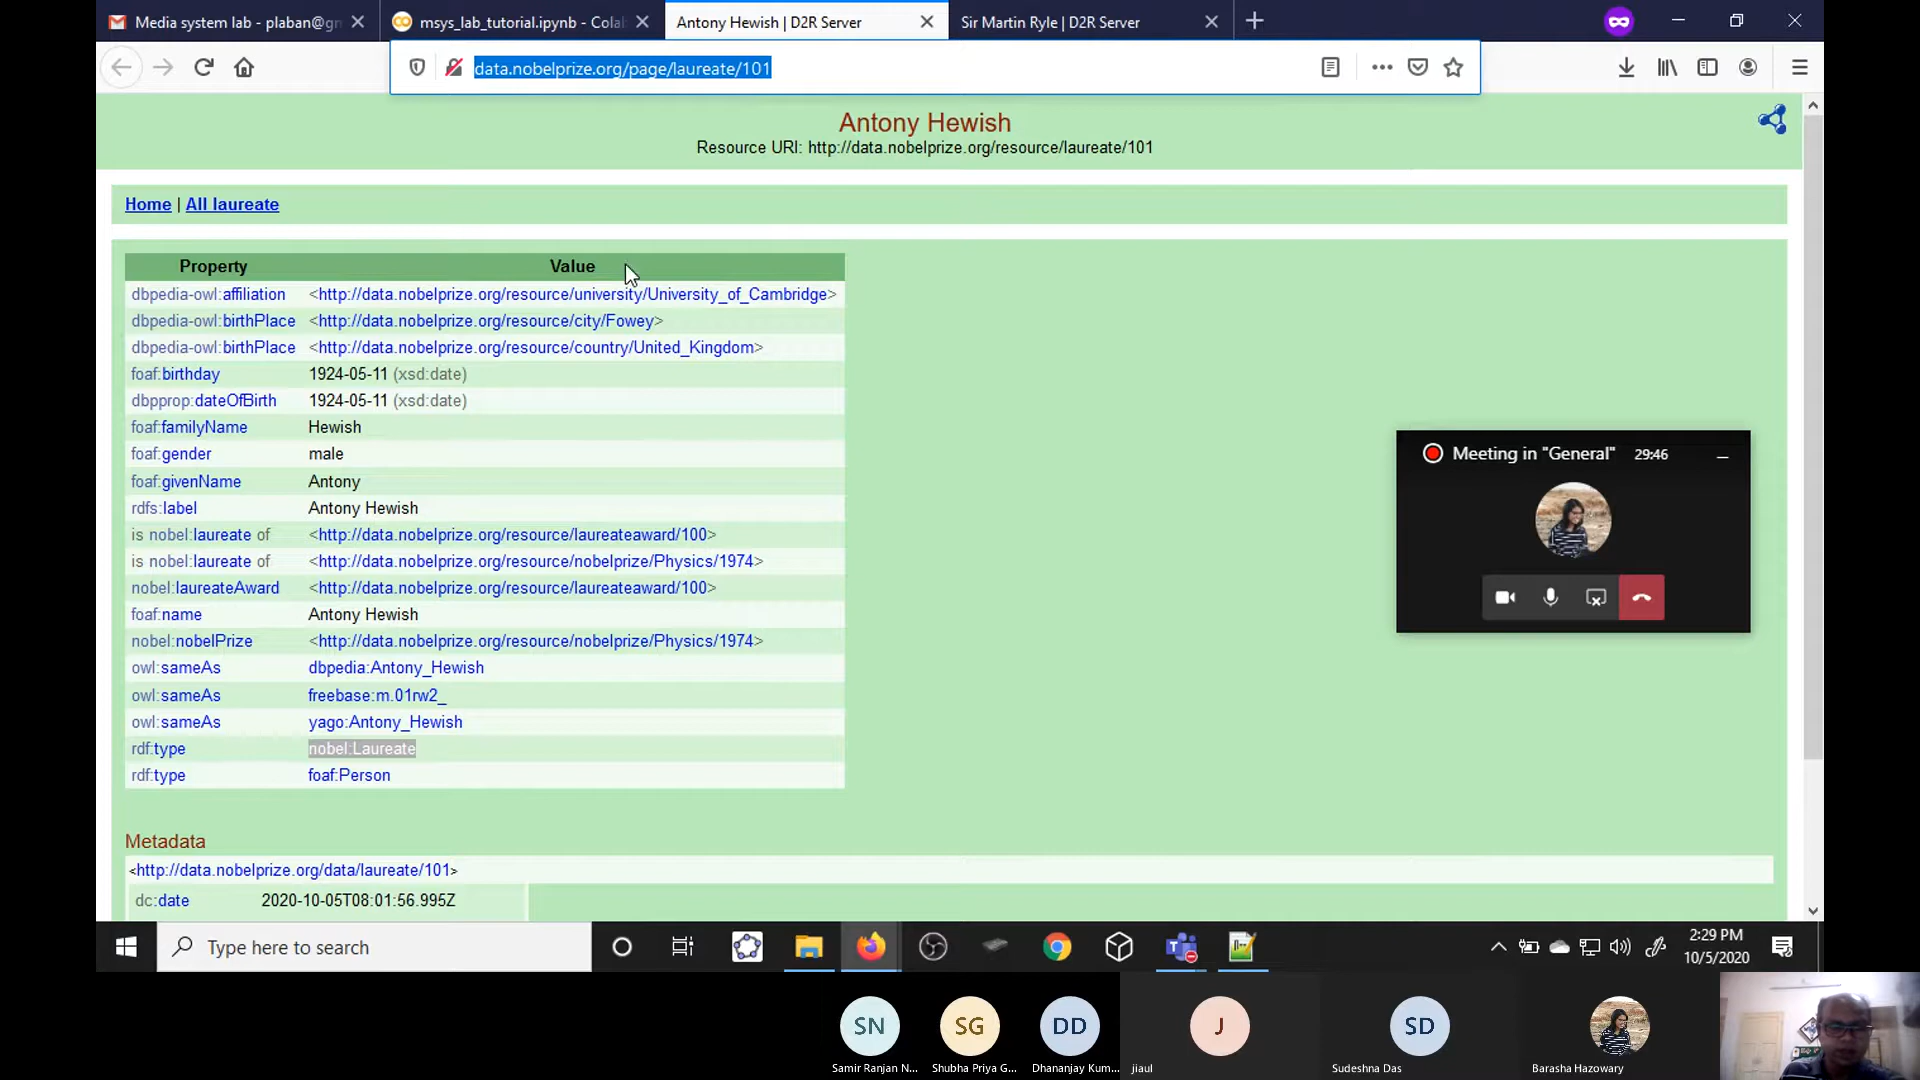 Media system lab - plaban@gm
msys_lab_tutorial.ipynb - Colab
Antony Hewish | D2R Server
Sir Martin Ryle | D2R Server
data.nobelprize.org/page/laureate/101
Antony Hewish
Resource URI: http://data.nobelprize.org/resource/laureate/101
Home | All laureate
Property Value
dbpedia-owl:affiliation <http://data.nobelprize.org/resource/university/University_of_Cambridge>
dbpedia-owl:birthPlace <http://data.nobelprize.org/resource/city/Fowey>
dbpedia-owl:birthPlace <http://data.nobelprize.org/resource/country/United_Kingdom>
foaf:birthday 1924-05-11 (xsd:date)
dbpprop:dateOfBirth 1924-05-11 (xsd:date)
foaf:familyName Hewish
foaf:gender male
foaf:givenName Antony
rdfs:label Antony Hewish
is nobel:laureate of <http://data.nobelprize.org/resource/laureateaward/100>
is nobel:laureate of <http://data.nobelprize.org/resource/nobelprize/Physics/1974>
nobel:laureateAward <http://data.nobelprize.org/resource/laureateaward/100>
foaf:name Antony Hewish
nobel:nobelPrize <http://data.nobelprize.org/resource/nobelprize/Physics/1974>
owl:sameAs dbpedia:Antony_Hewish
owl:sameAs freebase:m.01rw2_
owl:sameAs yago:Antony_Hewish
rdf:type nobel:Laureate
rdf:type foaf:Person
Meeting in "General" 29:46
Metadata
<http://data.nobelprize.org/data/laureate/101>
dc:date 2020-10-05T08:01:56.995Z
Type here to search
2:29 PM
10/5/2020
SN
SG
DD
J
SD
Samir Ranjan N...
Shubha Priya G...
Dhananjay Kum...
jiaul
Sudeshna Das
Barasha Hazowary